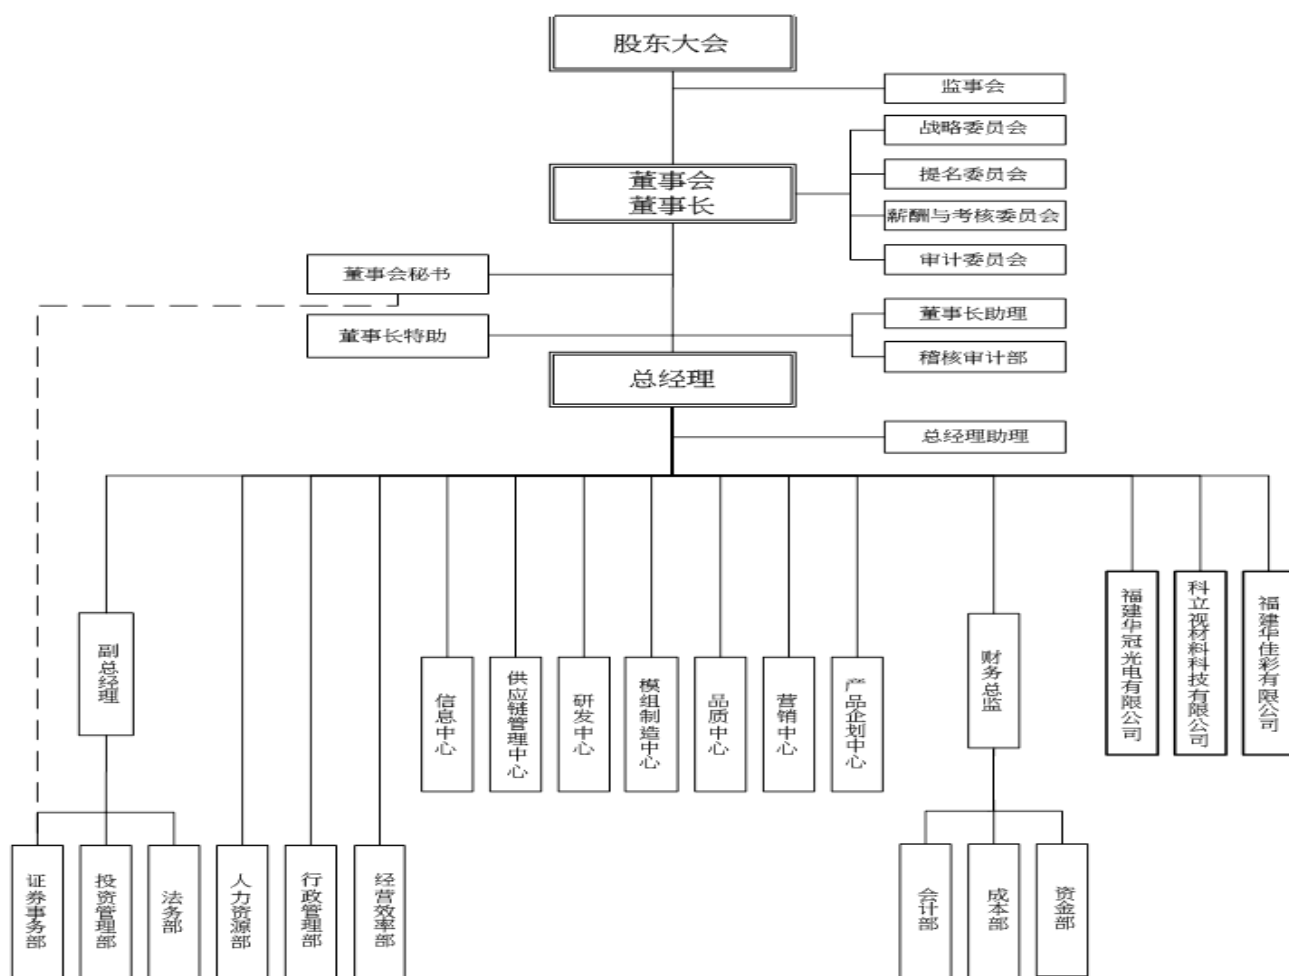 股东大会
监事会
战略委员会
董事会
董事长
提名委员会
薪酬与考核委员会
审计委员会
董事会秘书
董事长助理
董事长特助
稽核审计部
总经理
总经理助理
副总经理
信息中心
供应链管理中心
研发中心
模组制造中心
品质中心
营销中心
产品企划中心
财务总监
福建华冠光电有限公司
科立视材料科技有限公司
福建华佳彩有限公司
证券事务部
投资管理部
法务部
人力资源部
行政管理部
经营效率部
会计部
成本部
资金部